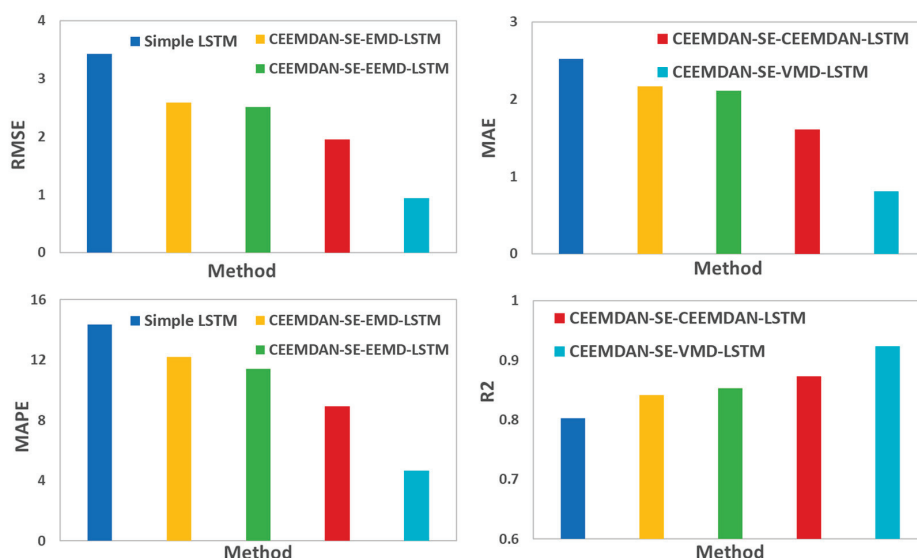 4
3
2
1
0
RMSE
Simple LSTM
CEEMDAN-SE-EMD-LSTM
CEEMDAN-SE-EEMD-LSTM
Method
3
2
1
0
MAE
CEEMDAN-SE-CEEMDAN-LSTM
CEEMDAN-SE-VMD-LSTM
Method
16
12
8
4
0
MAPE
Simple LSTM
CEEMDAN-SE-EMD-LSTM
CEEMDAN-SE-EEMD-LSTM
Method
1
0.9
0.8
0.7
0.6
R2
CEEMDAN-SE-CEEMDAN-LSTM
CEEMDAN-SE-VMD-LSTM
Method